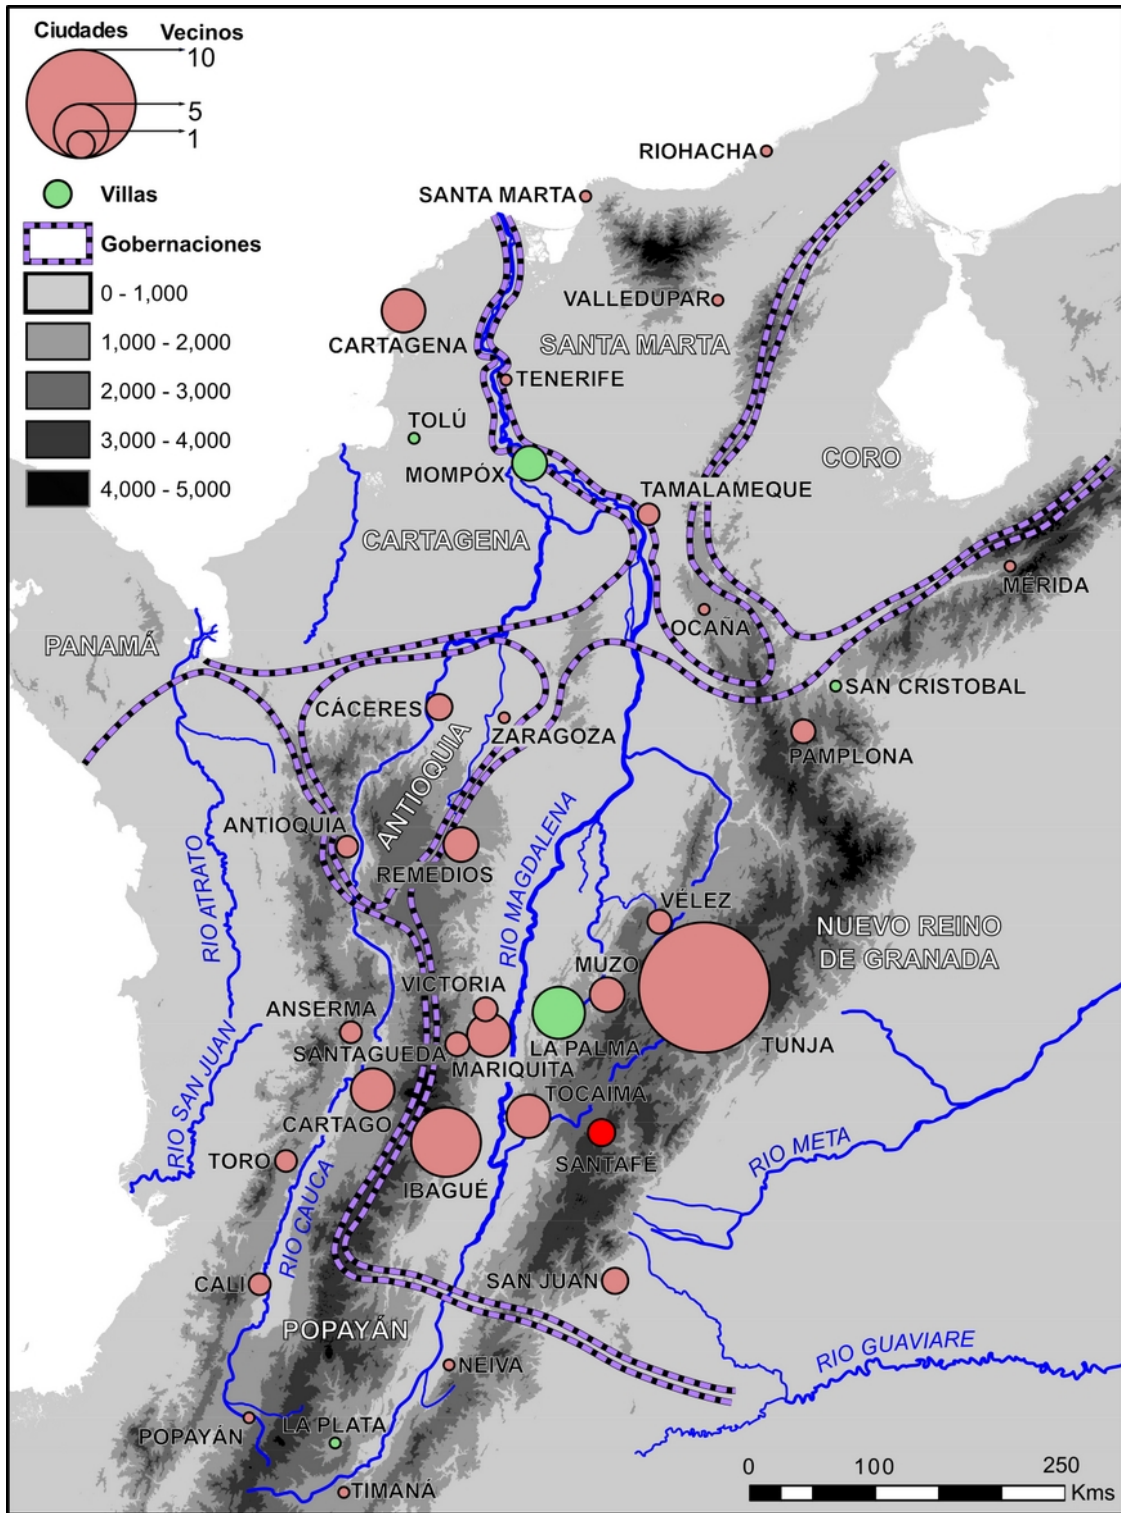 Ciudades
Vecinos
10
5
1
Villas
Gobernaciones
0 - 1,000
1,000 - 2,000
2,000 - 3,000
3,000 - 4,000
4,000 - 5,000
RIOHACHA
SANTA MARTA
VALLEDUPAR
SANTA MARTA
CARTAGENA
TENERIFE
TOLÚ
MOMPÓX
CORO
TAMALAMEQUE
CARTAGENA
MÉRIDA
OCAÑA
PANAMÁ
SAN CRISTOBAL
CÁCERES
ZARAGOZA
PAMPLONA
ANTIOQUIA
ANTIOQUIA
RIO MAGDALENA
RIO ATRATO
REMEDIOS
VÉLEZ
NUEVO REINO
DE GRANADA
MUZO
VICTORIA
ANSERMA
SANTAGUEDA
LA PALMA
TUNJA
MARIQUITA
TOCAIMA
RIO SAN JUAN
CARTAGO
TORO
IBAGUÉ
SANTAFÉ
RIO META
RIO CAUCA
CALI
SAN JUAN
POPAYÁN
RIO GUAVIARE
NEIVA
POPAYÁN
LA PLATA
TIMANÁ
0 100 250
Kms